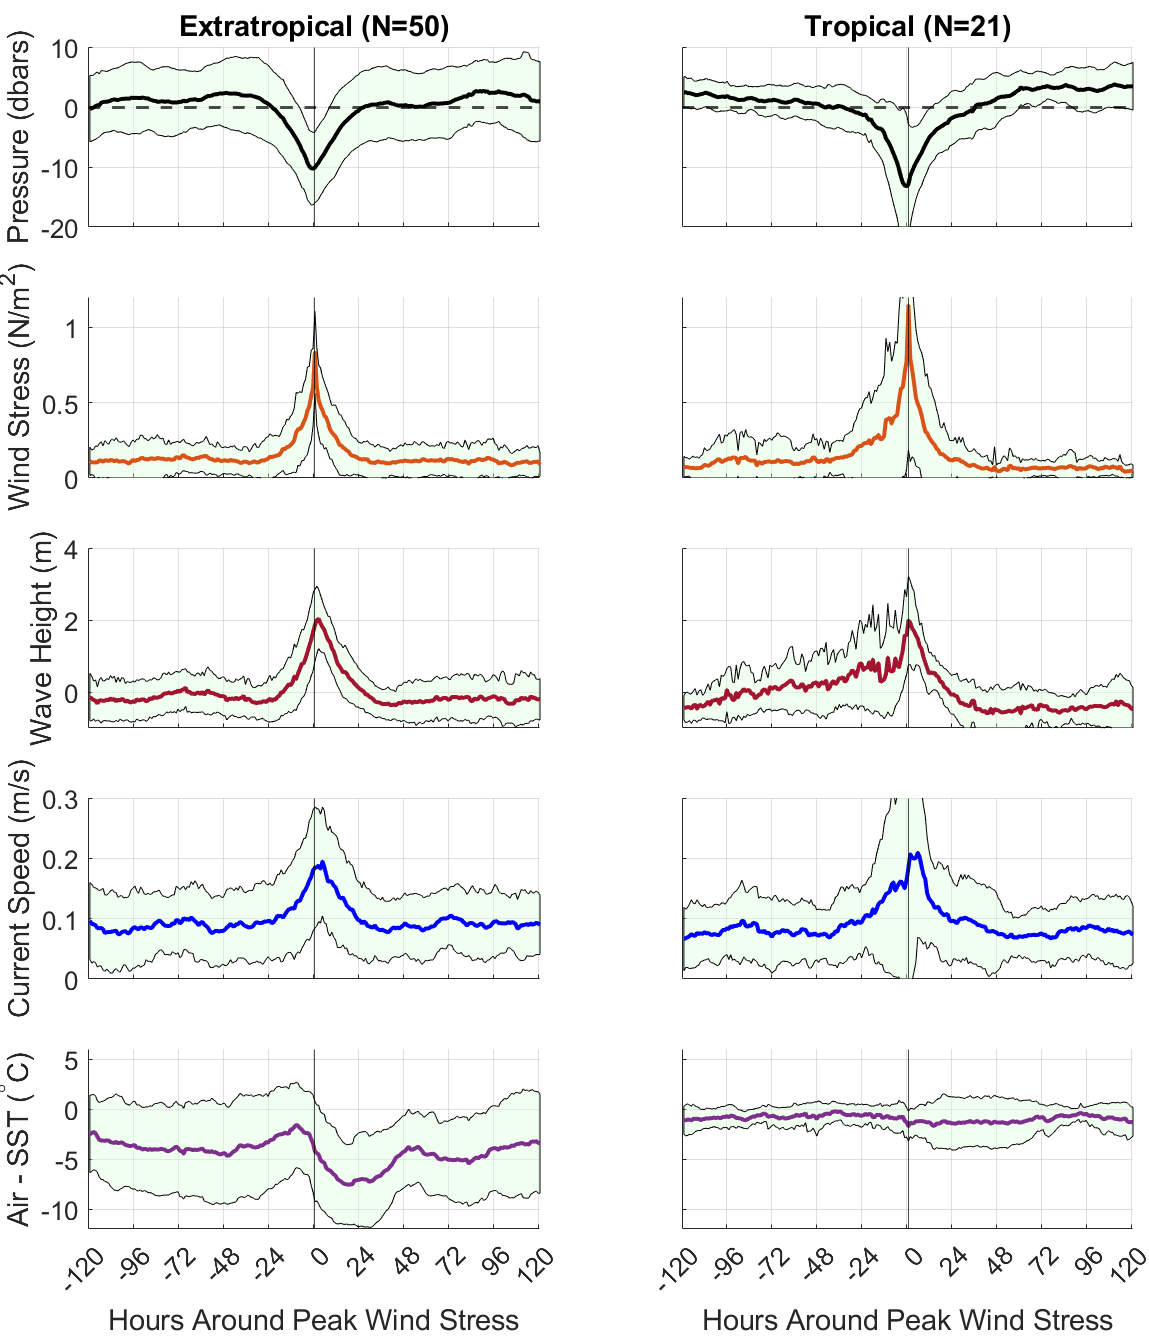 Extratropical (N=50)
Tropical (N=21)
Pressure (dbars)
10
0
-10
-20
Wind Stress (N/m²)
1
0.5
0
Wave Height (m)
4
2
0
Current Speed (m/s)
0.3
0.2
0.1
0
Air - SST (°C)
5
0
-5
-10
-120 -96 -72 -48 -24 0 24 48 72 96 120
-120 -96 -72 -48 -24 0 24 48 72 96 120
Hours Around Peak Wind Stress
Hours Around Peak Wind Stress